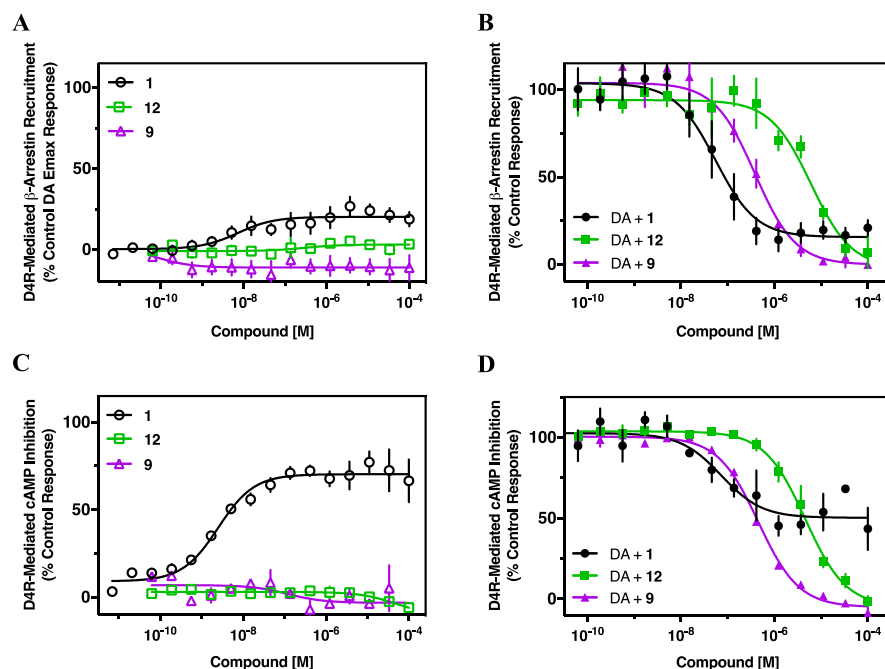 A
D4R-Mediated β-Arrestin Recruitment
(% Control DA Emax Response)
100
50
0
1
12
9
10-10
10-8
10-6
10-4
Compound [M]
B
D4R-Mediated β-Arrestin Recruitment
(% Control Response)
100
50
0
DA + 1
DA + 12
DA + 9
10-10
10-8
10-6
10-4
Compound [M]
C
D4R-Mediated cAMP Inhibition
(% Control Response)
100
50
0
1
12
9
10-10
10-8
10-6
10-4
Compound [M]
D
D4R-Mediated cAMP Inhibition
(% Control Response)
100
50
0
DA + 1
DA + 12
DA + 9
10-10
10-8
10-6
10-4
Compound [M]